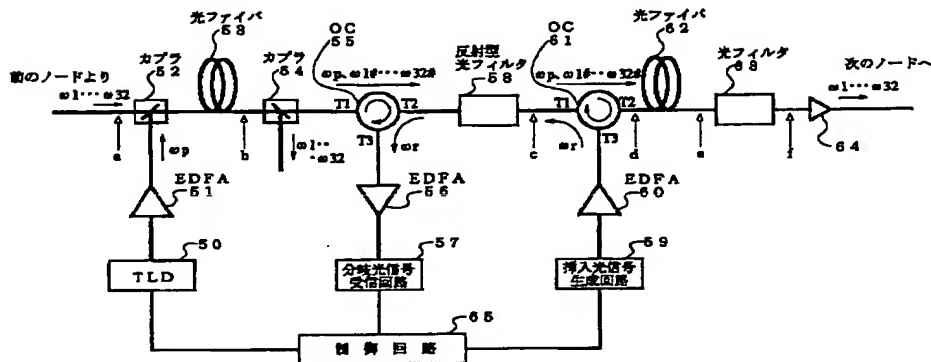 光ファイバ
53
カプラ
52
カプラ
54
OC
55
反射型
光フィルタ
58
OC
61
光ファイバ
62
光フィルタ
63
前のノードより
ω1···ω32
次のノードへ
ω1···ω32
ωp、ω1#···ω32#
ωp、ω1#···ω32#
T1
T2
T3
T1
T2
T3
ωr
ωr
64
a
b
c
d
e
f
ωp
ω1···
··ω32
EDFA
51
EDFA
56
EDFA
60
50
TLD
57
分岐光信号
受信回路
59
挿入光信号
生成回路
65
制御回路